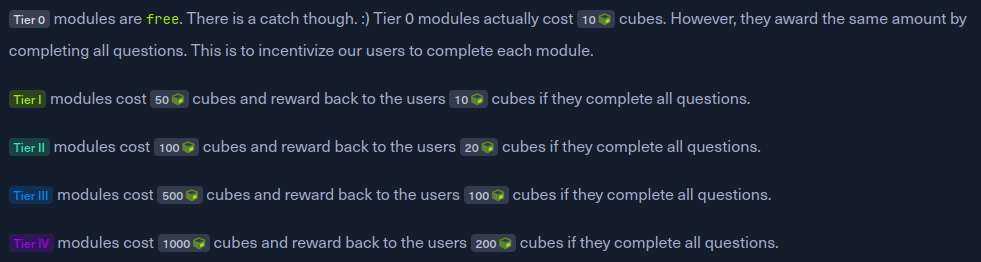 Tier 0 modules are free. There is a catch though. :) Tier 0 modules actually cost 10 cubes. However, they award the same amount by
completing all questions. This is to incentivize our users to complete each module.
Tier I modules cost 50 cubes and reward back to the users 10 cubes if they complete all questions.
Tier II modules cost 100 cubes and reward back to the users 20 cubes if they complete all questions.
Tier III modules cost 500 cubes and reward back to the users 100 cubes if they complete all questions.
Tier IV modules cost 1000 cubes and reward back to the users 200 cubes if they complete all questions.